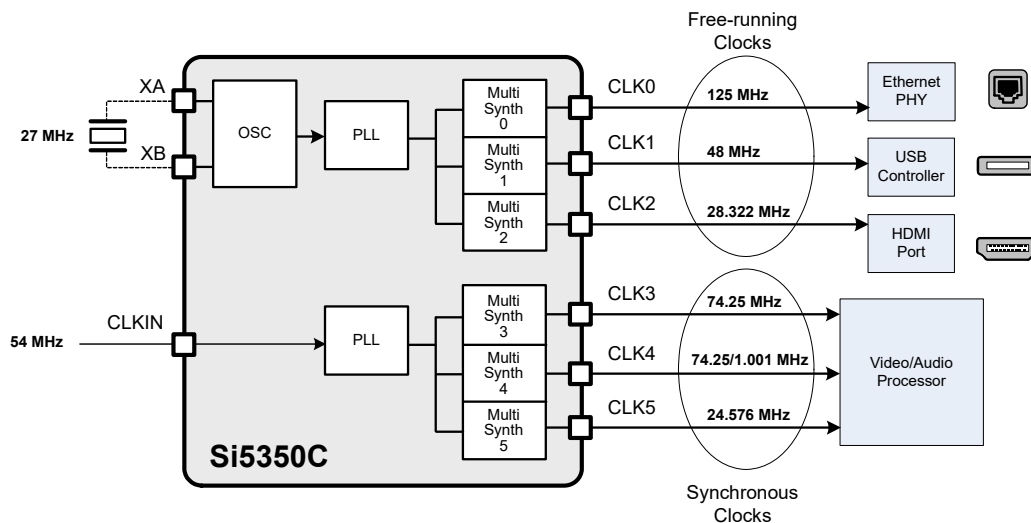 Free-running
Clocks
XA
27 MHz
XB
OSC
PLL
Multi
Synth
0
Multi
Synth
1
Multi
Synth
2
CLK0
125 MHz
Ethernet
PHY
CLK1
48 MHz
USB
Controller
CLK2
28.322 MHz
HDMI
Port
CLKIN
54 MHz
PLL
Multi
Synth
3
Multi
Synth
4
Multi
Synth
5
CLK3
74.25 MHz
CLK4
74.25/1.001 MHz
CLK5
24.576 MHz
Video/Audio
Processor
Si5350C
Synchronous
Clocks